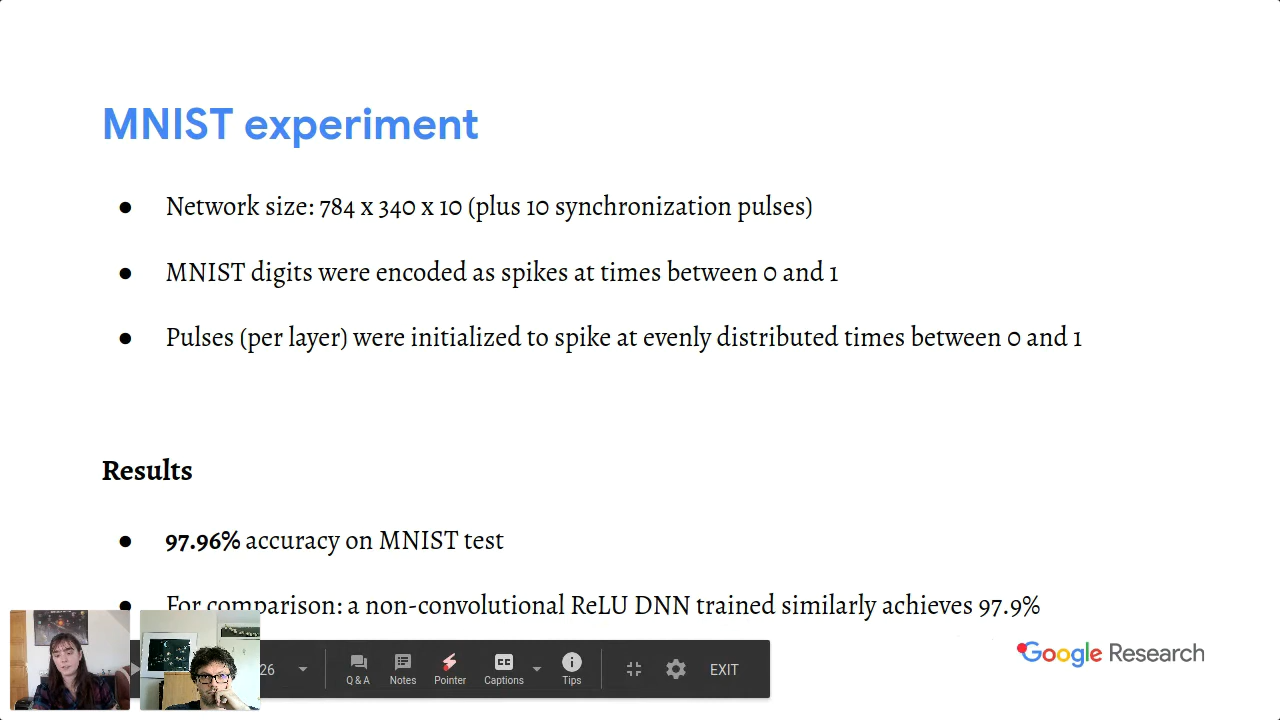 MNIST experiment
● Network size: 784 x 340 x 10 (plus 10 synchronization pulses)
● MNIST digits were encoded as spikes at times between 0 and 1
● Pulses (per layer) were initialized to spike at evenly distributed times between 0 and 1
Results
● 97.96% accuracy on MNIST test
● For comparison: a non-convolutional ReLU DNN trained similarly achieves 97.9%
Google Research
26
Q & A
Notes
Pointer
CC
Captions
Tips
EXIT